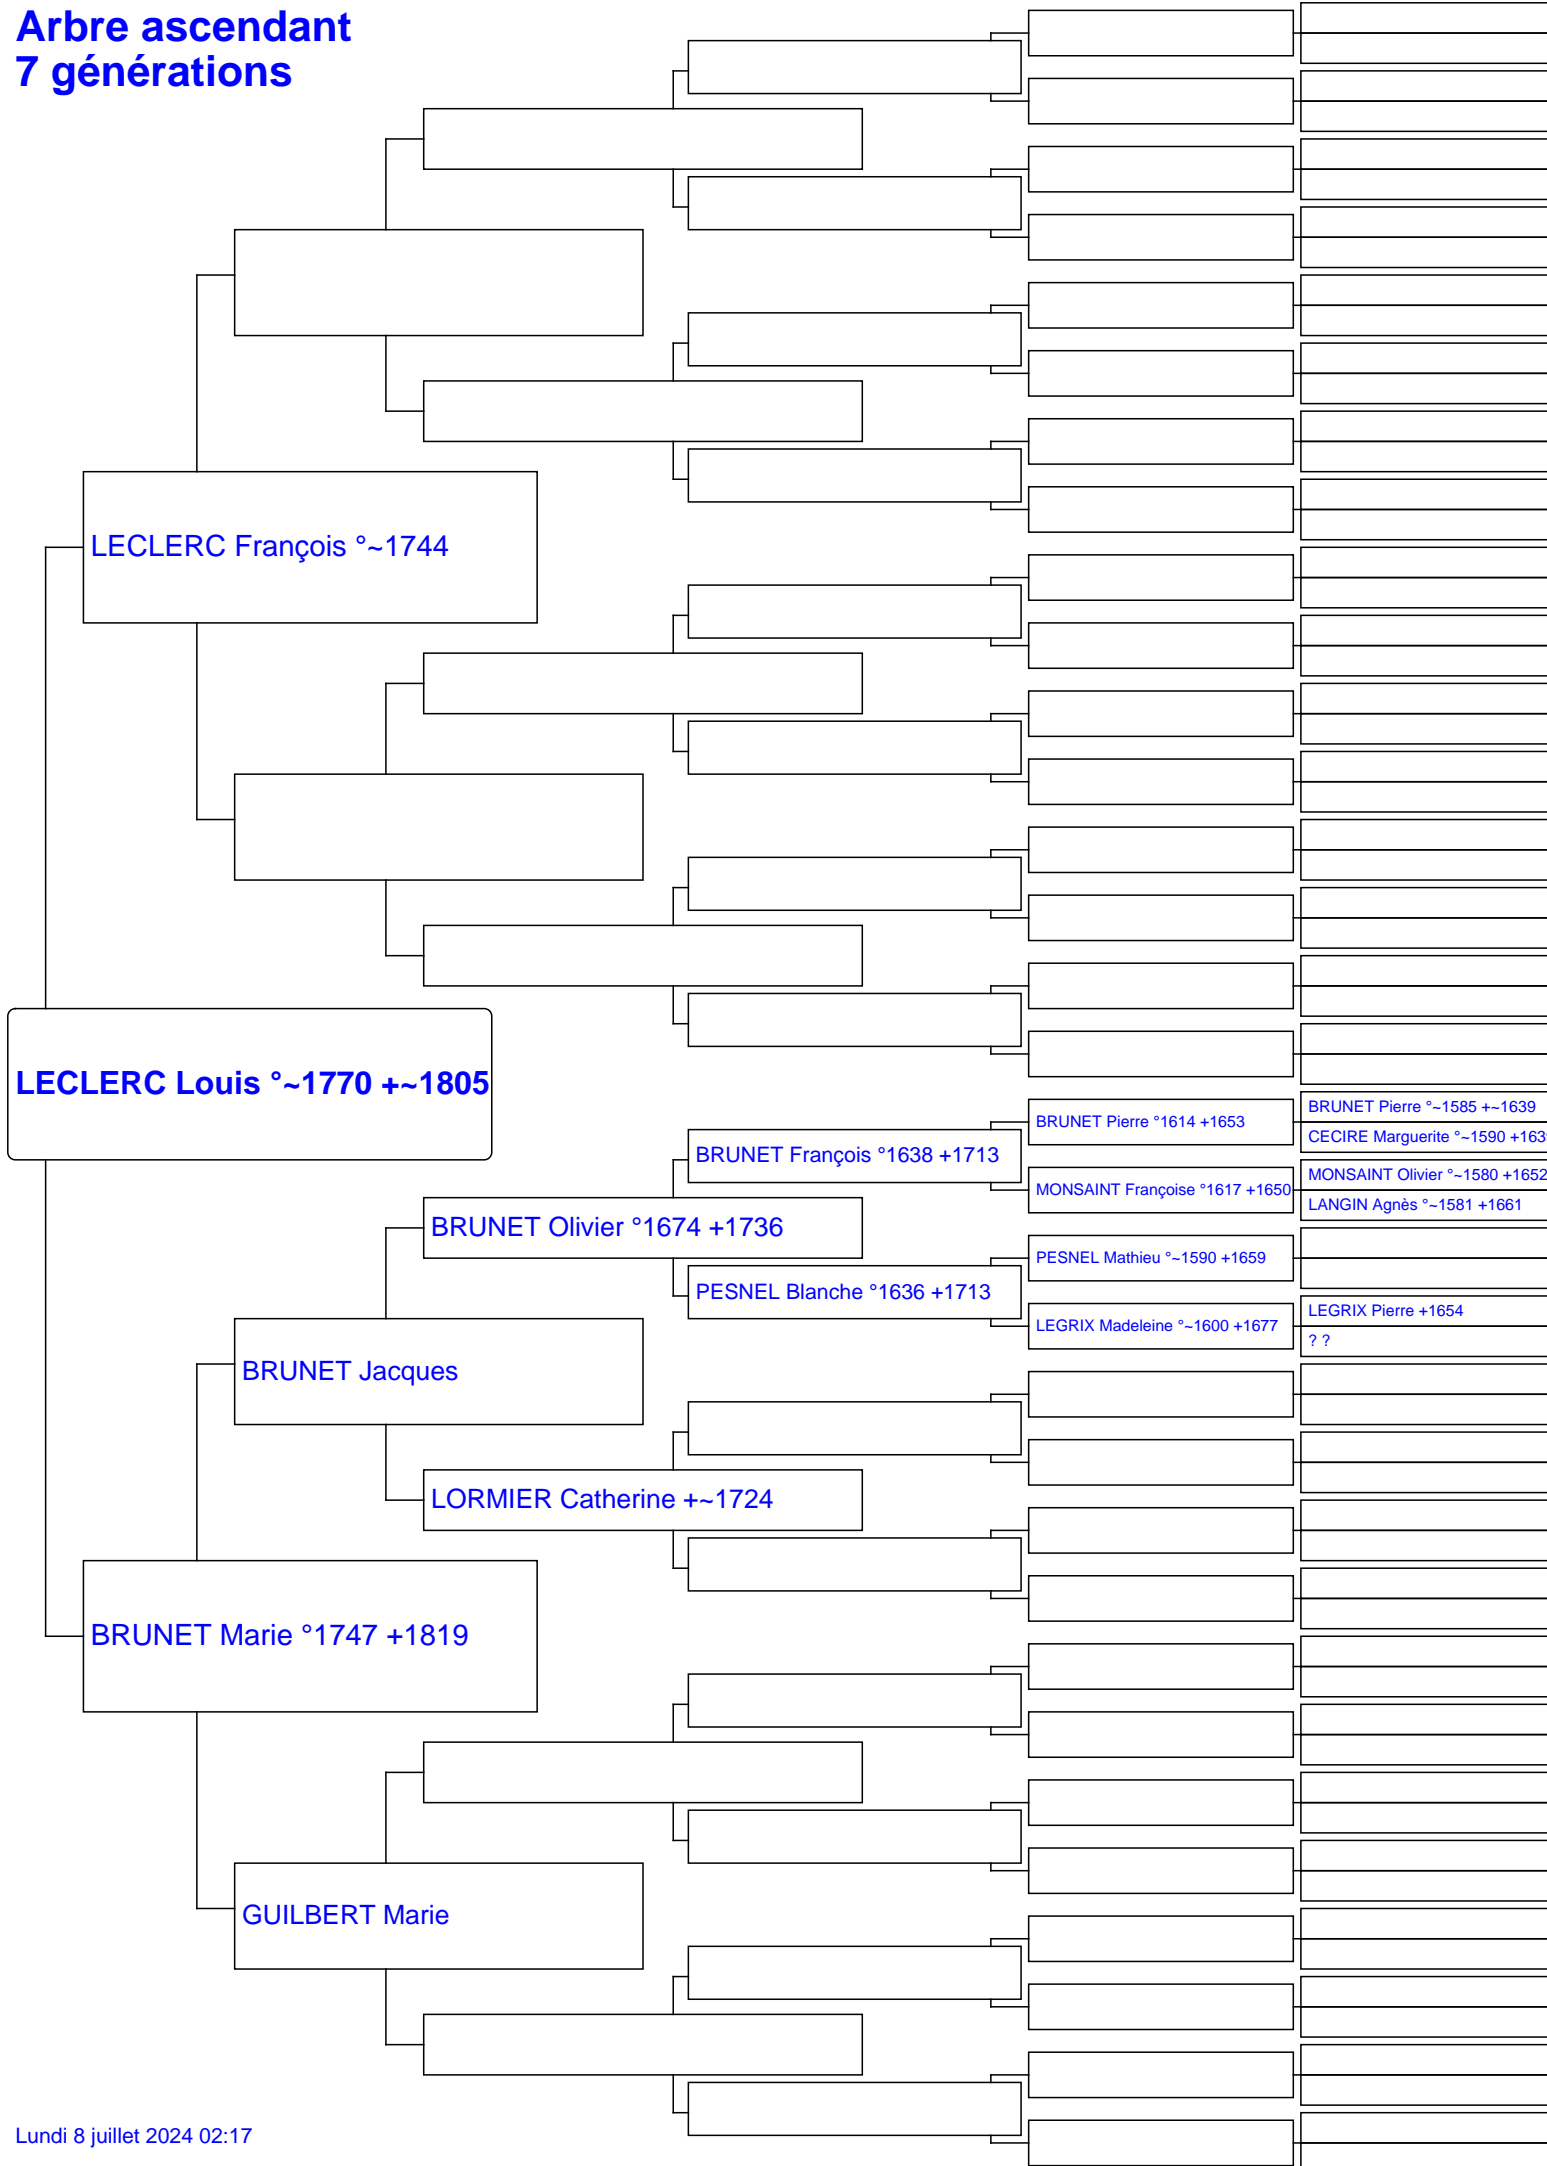 Arbre ascendant
7 générations
LECLERC François °~1744
LECLERC Louis °~1770 +~1805
BRUNET Pierre °1614 +1653
BRUNET Pierre °~1585 +~1639
CECIRE Marguerite °~1590 +163
BRUNET François °1638 +1713
MONSAINT Françoise °1617 +1650
MONSAINT Olivier °~1580 +1652
LANGIN Agnès °~1581 +1661
BRUNET Olivier °1674 +1736
PESNEL Mathieu °~1590 +1659
PESNEL Blanche °1636 +1713
LEGRIX Madeleine °~1600 +1677
LEGRIX Pierre +1654
? ?
BRUNET Jacques
LORMIER Catherine +~1724
BRUNET Marie °1747 +1819
GUILBERT Marie
Lundi 8 juillet 2024 02:17